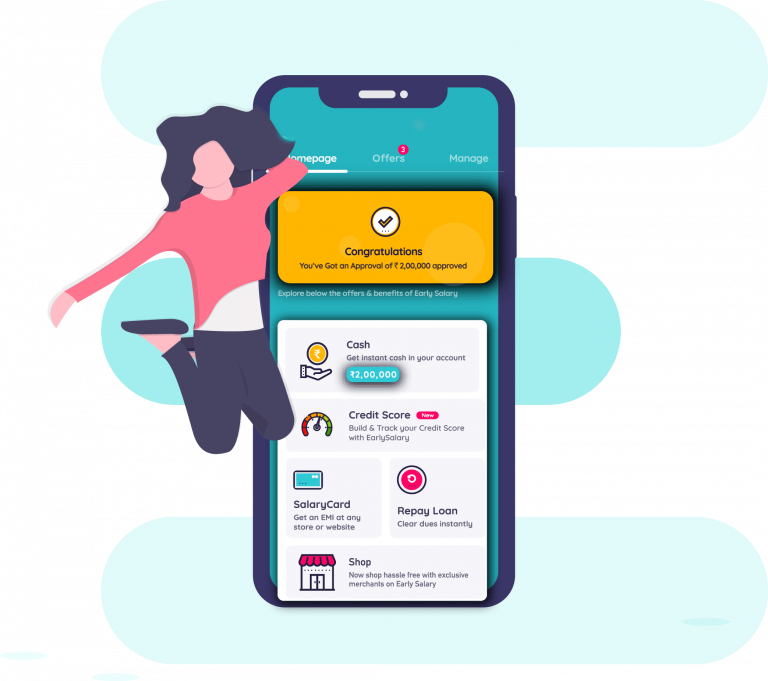 omepage
Offers
3
Manage
Congratulations
You've Got an Approval of ₹ 2,00,000 approved
Explore below the offers & benefits of Early Salary
Cash
Get instant cash in your account
₹2,00,000
Credit Score New
Build & Track your Credit Score
with EarlySalary
SalaryCard
Get an EMI at any
store or website
Repay Loan
Clear dues instantly
Shop
Now shop hassle free with exclusive
merchants on Early Salary